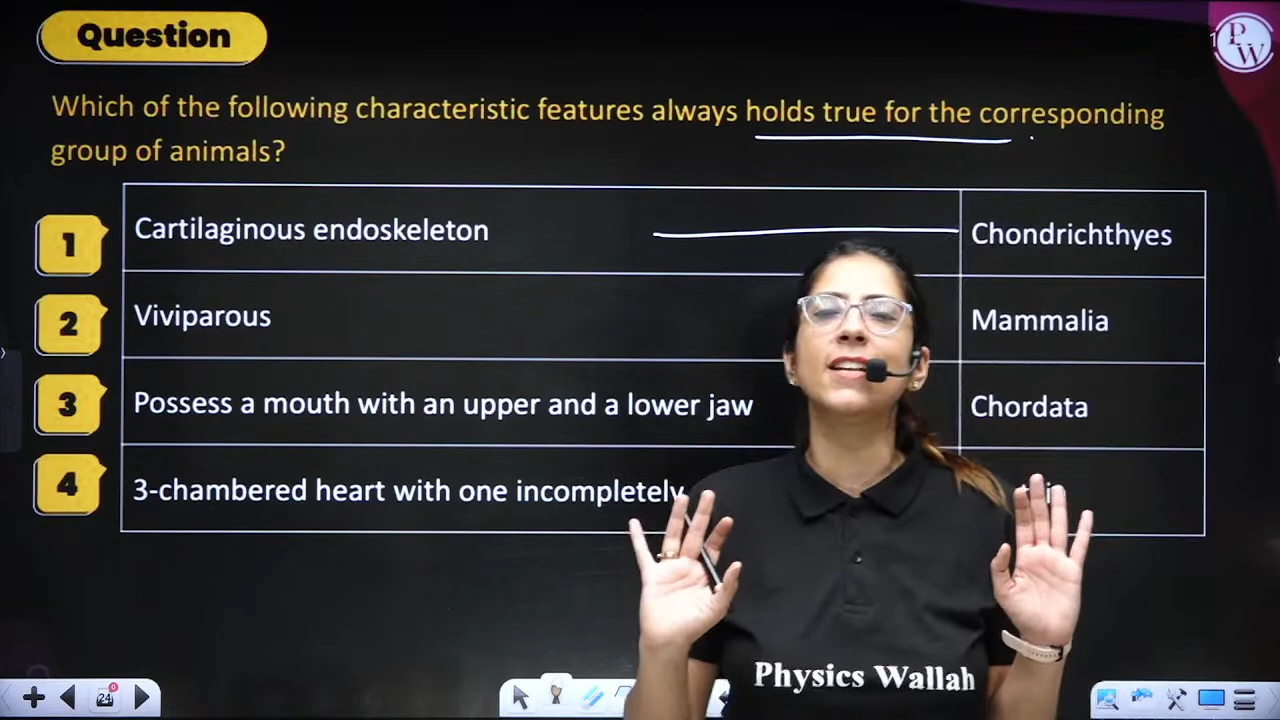 Question
PW
Which of the following characteristic features always holds true for the corresponding
group of animals?
1
Cartilaginous endoskeleton
Chondrichthyes
2
Viviparous
Mammalia
3
Possess a mouth with an upper and a lower jaw
Chordata
4
3-chambered heart with one incompletely
Physics Wallah
24